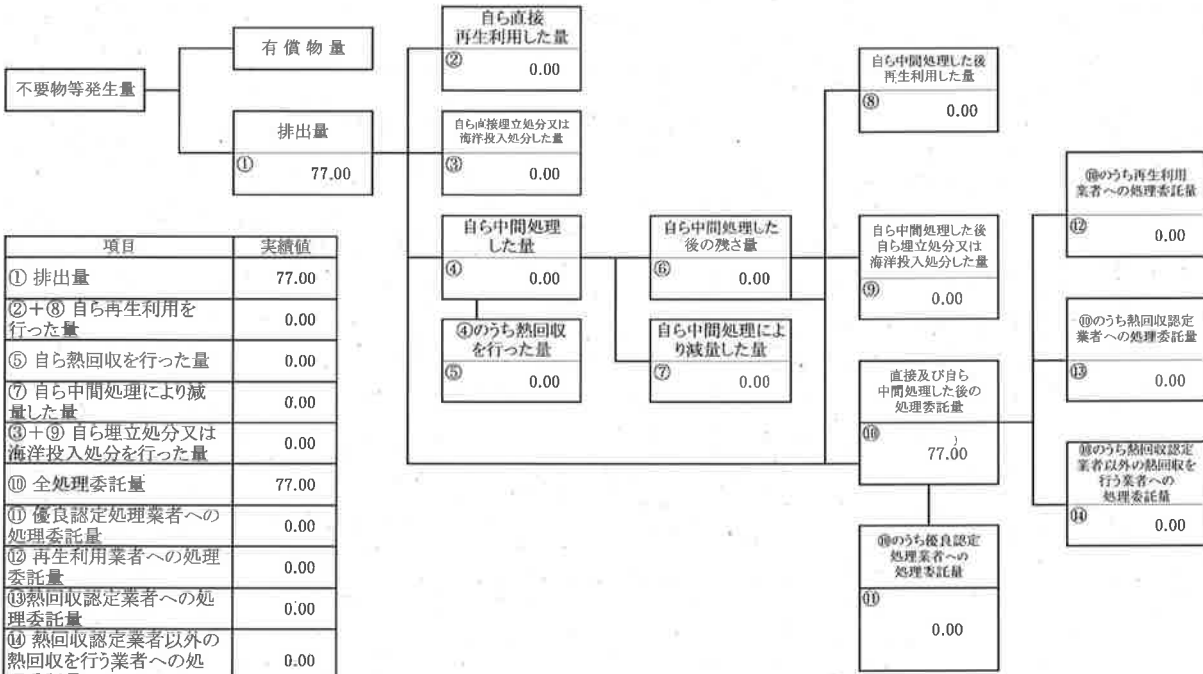 不要物等発生量
有償物量
排出量
① 77.00
自ら直接
再生利用した量
② 0.00
自ら直接埋立処分又は
海洋投入処分した量
③ 0.00
自ら中間処理
した量
④ 0.00
④のうち熱回収
を行った量
⑤ 0.00
自ら中間処理した
後の残さ量
⑥ 0.00
自ら中間処理によ
り減量した量
⑦ 0.00
自ら中間処理した後
再生利用した量
⑧ 0.00
自ら中間処理した後
自ら埋立処分又は
海洋投入処分した量
⑨ 0.00
直接及び自ら
中間処理した後の
処理委託量
⑩ 77.00
⑩のうち優良認定
処理業者への
処理委託量
⑪ 0.00
⑩のうち再生利用
業者への処理委託量
⑫ 0.00
⑩のうち熱回収認定
業者への処理委託量
⑬ 0.00
⑩のうち熱回収認定
業者以外の熱回収を
行う業者への
処理委託量
⑭ 0.00
項目 実績値
① 排出量 77.00
②+⑧ 自ら再生利用を
行った量 0.00
⑤ 自ら熱回収を行った量 0.00
⑦ 自ら中間処理により減
量した量 0.00
③+⑨ 自ら埋立処分又は
海洋投入処分を行った量 0.00
⑩ 全処理委託量 77.00
⑪ 優良認定処理業者への
処理委託量 0.00
⑫ 再生利用業者への処理
委託量 0.00
⑬熱回収認定業者への処
理委託量 0.00
⑭ 熱回収認定業者以外の
熱回収を行う業者への処 0.00